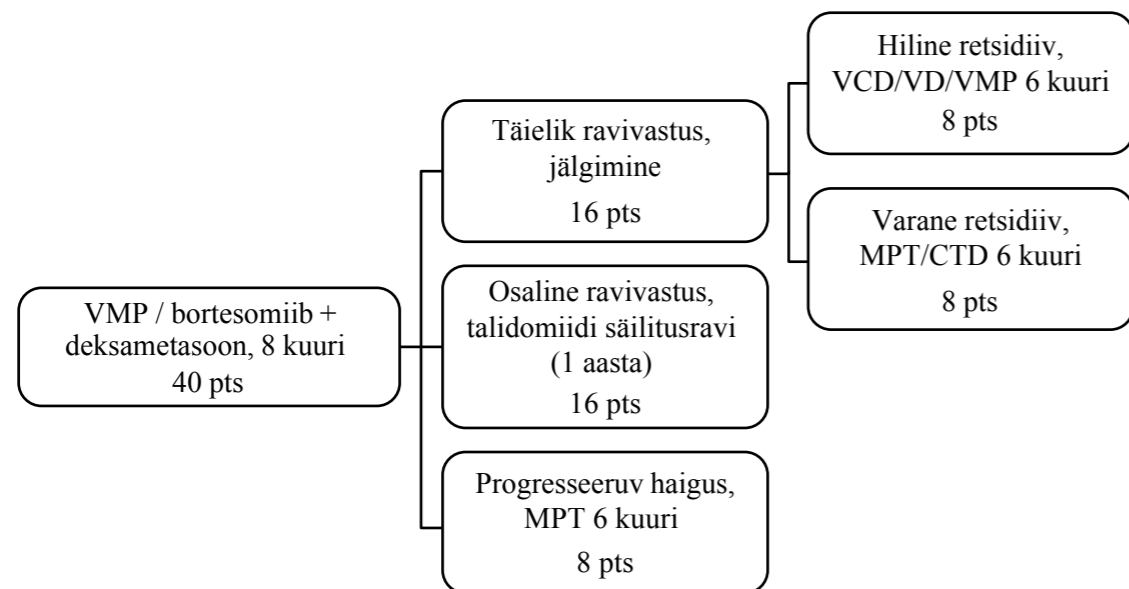 VMP / bortesomiib +
deksametasoon, 8 kuuri
40 pts
Täielik ravivastus,
jälgimine
16 pts
Osaline ravivastus,
talidomiidi säilitusravi
(1 aasta)
16 pts
Progresseeruv haigus,
MPT 6 kuuri
8 pts
Hiline retsidiiv,
VCD/VD/VMP 6 kuuri
8 pts
Varane retsidiiv,
MPT/CTD 6 kuuri
8 pts